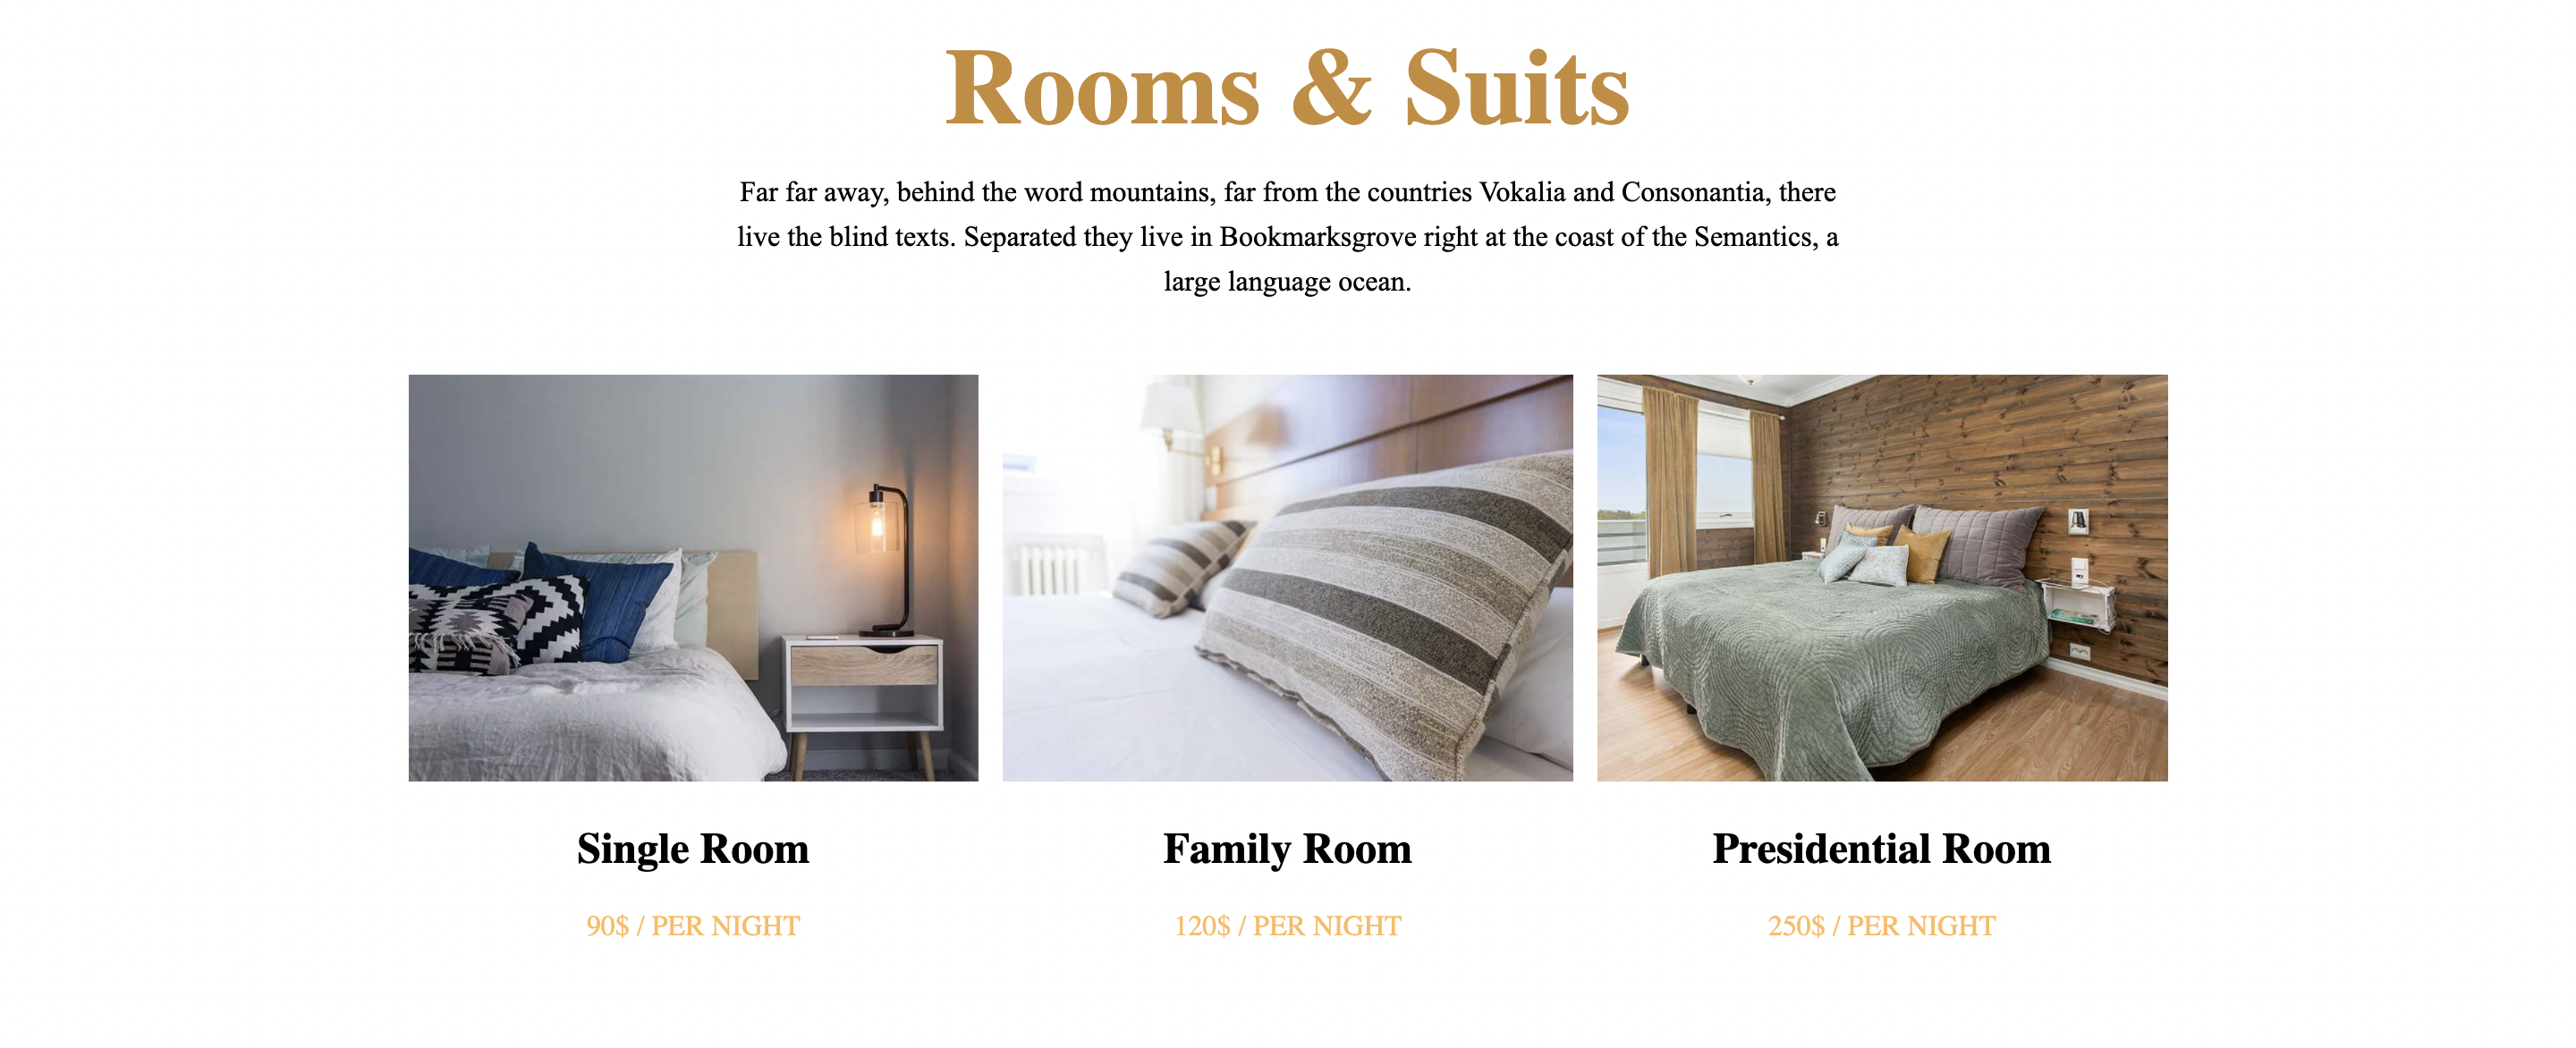 Rooms & Suits
Far far away, behind the word mountains, far from the countries Vokalia and Consonantia, there
live the blind texts. Separated they live in Bookmarksgrove right at the coast of the Semantics, a
large language ocean.
Single Room
Family Room
Presidential Room
90$ / PER NIGHT
120$ / PER NIGHT
250$ / PER NIGHT